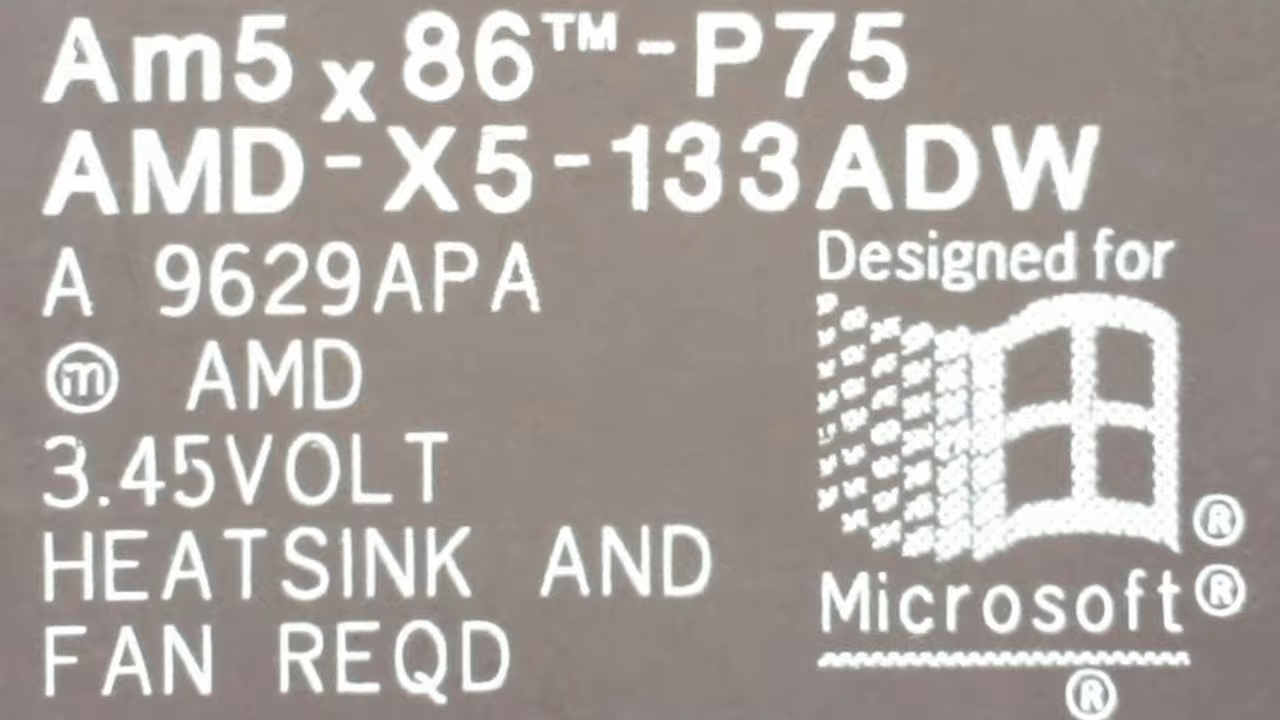 Am5x86™-P75
AMD-X5-133ADW
A 9629APA
ⓜ AMD
3.45VOLT
HEATSINK AND
FAN REQD
Designed for
®
Microsoft®
®